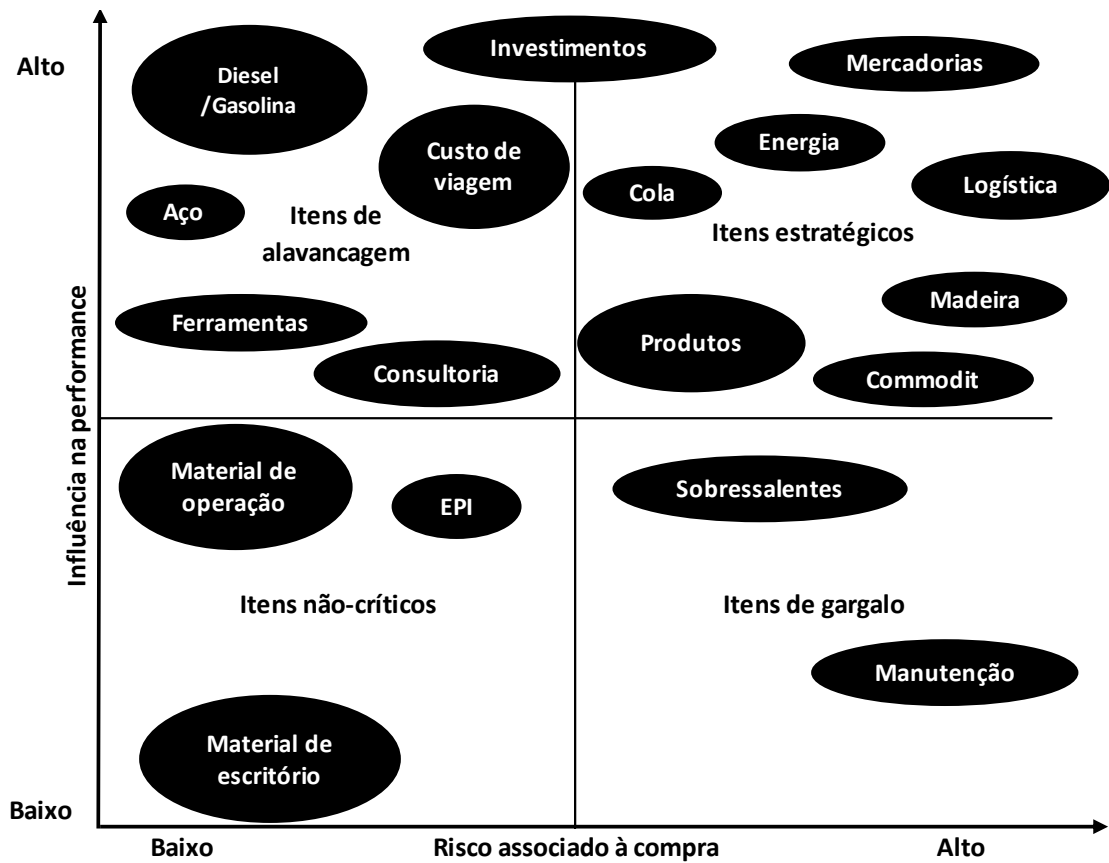 Alto
Diesel
/Gasolina
Investimentos
Mercadorias
Custo de
viagem
Energia
Cola
Logística
Aço
Itens de
alavancagem
Itens estratégicos
Ferramentas
Consultoria
Produtos
Madeira
Commodit
Influência na performance
Material de
operação
EPI
Sobressalentes
Itens não-críticos
Itens de gargalo
Manutenção
Material de
escritório
Baixo
Baixo
Risco associado à compra
Alto